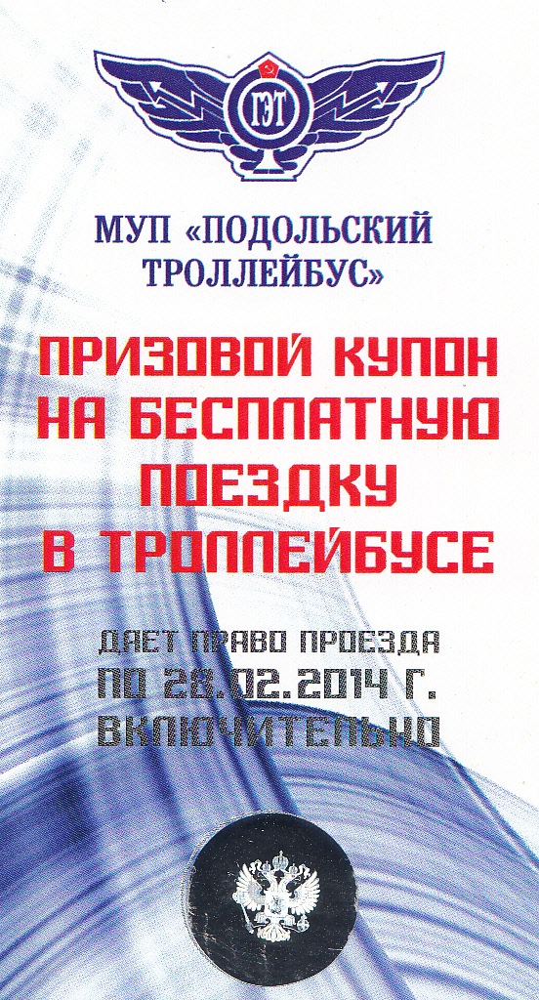 ГЭТ
МУП «ПОДОЛЬСКИЙ
ТРОЛЛЕЙБУС»
ПРИЗОВОЙ КУПОН
НА БЕСПЛАТНУЮ
ПОЕЗДКУ
В ТРОЛЛЕЙБУСЕ
ДАЕТ ПРАВО ПРОЕЗДА
ПО 28.02.2014 Г.
ВКЛЮЧИТЕЛЬНО